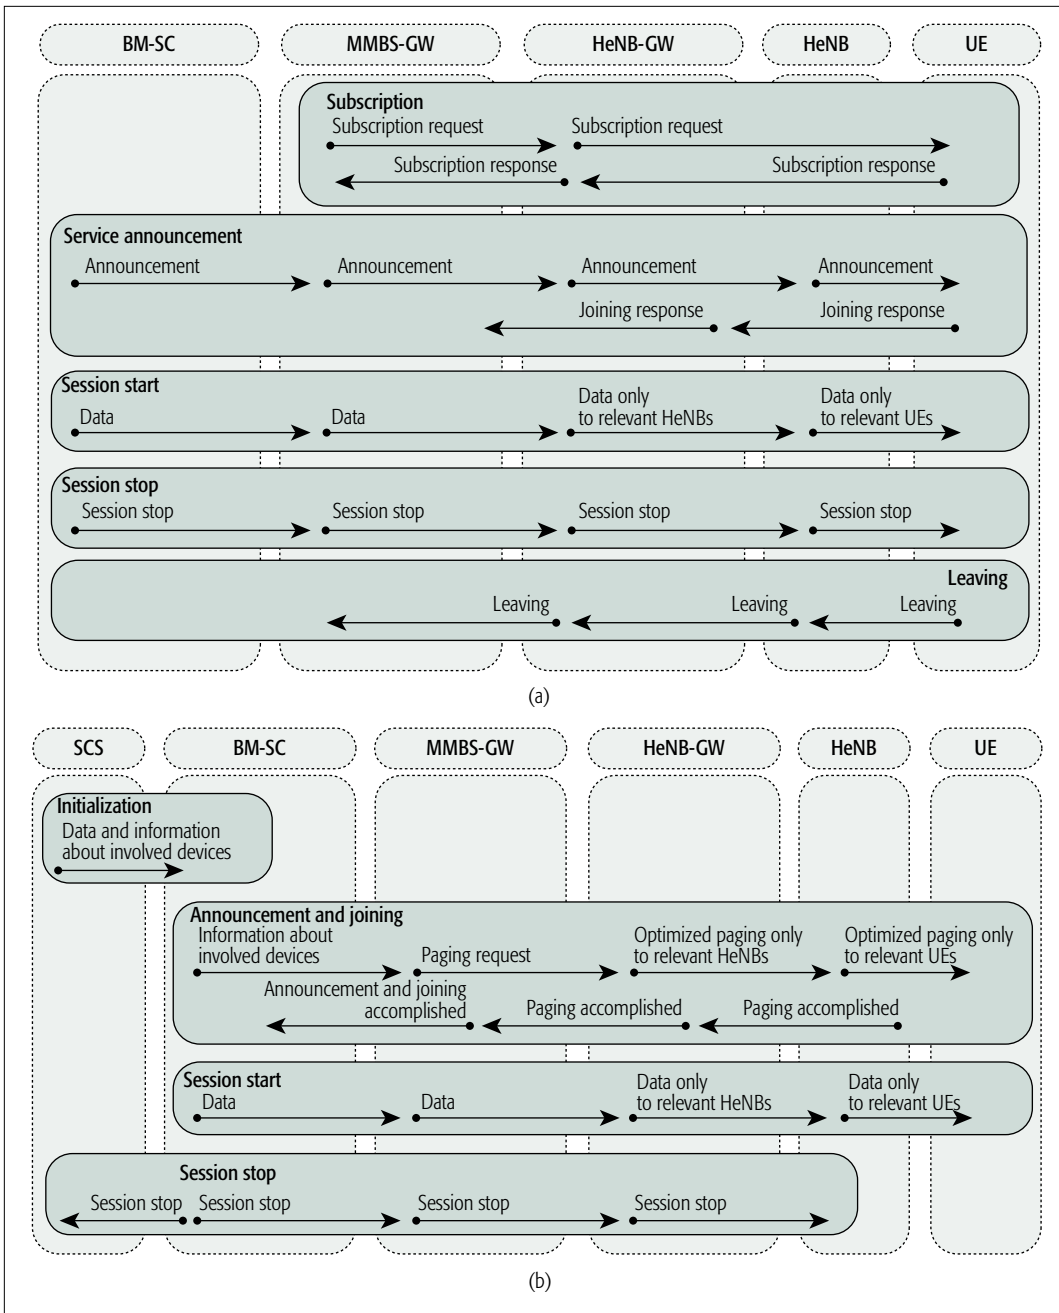 BM-SC
MMBS-GW
HeNB-GW
HeNB
UE
Subscription
Subscription request
Subscription request
Subscription response
Subscription response
Service announcement
Announcement
Announcement
Announcement
Announcement
Joining response
Joining response
Session start
Data
Data
Data only
to relevant HeNBs
Data only
to relevant UEs
Session stop
Session stop
Session stop
Session stop
Session stop
Leaving
Leaving
Leaving
Leaving
(a)
SCS
BM-SC
MMBS-GW
HeNB-GW
HeNB
UE
Initialization
Data and information
about involved devices
Announcement and joining
Information about
involved devices
Paging request
Optimized paging only
to relevant HeNBs
Optimized paging only
to relevant UEs
Announcement and joining
accomplished
Paging accomplished
Paging accomplished
Session start
Data
Data
Data only
to relevant HeNBs
Data only
to relevant UEs
Session stop
Session stop
Session stop
Session stop
Session stop
(b)